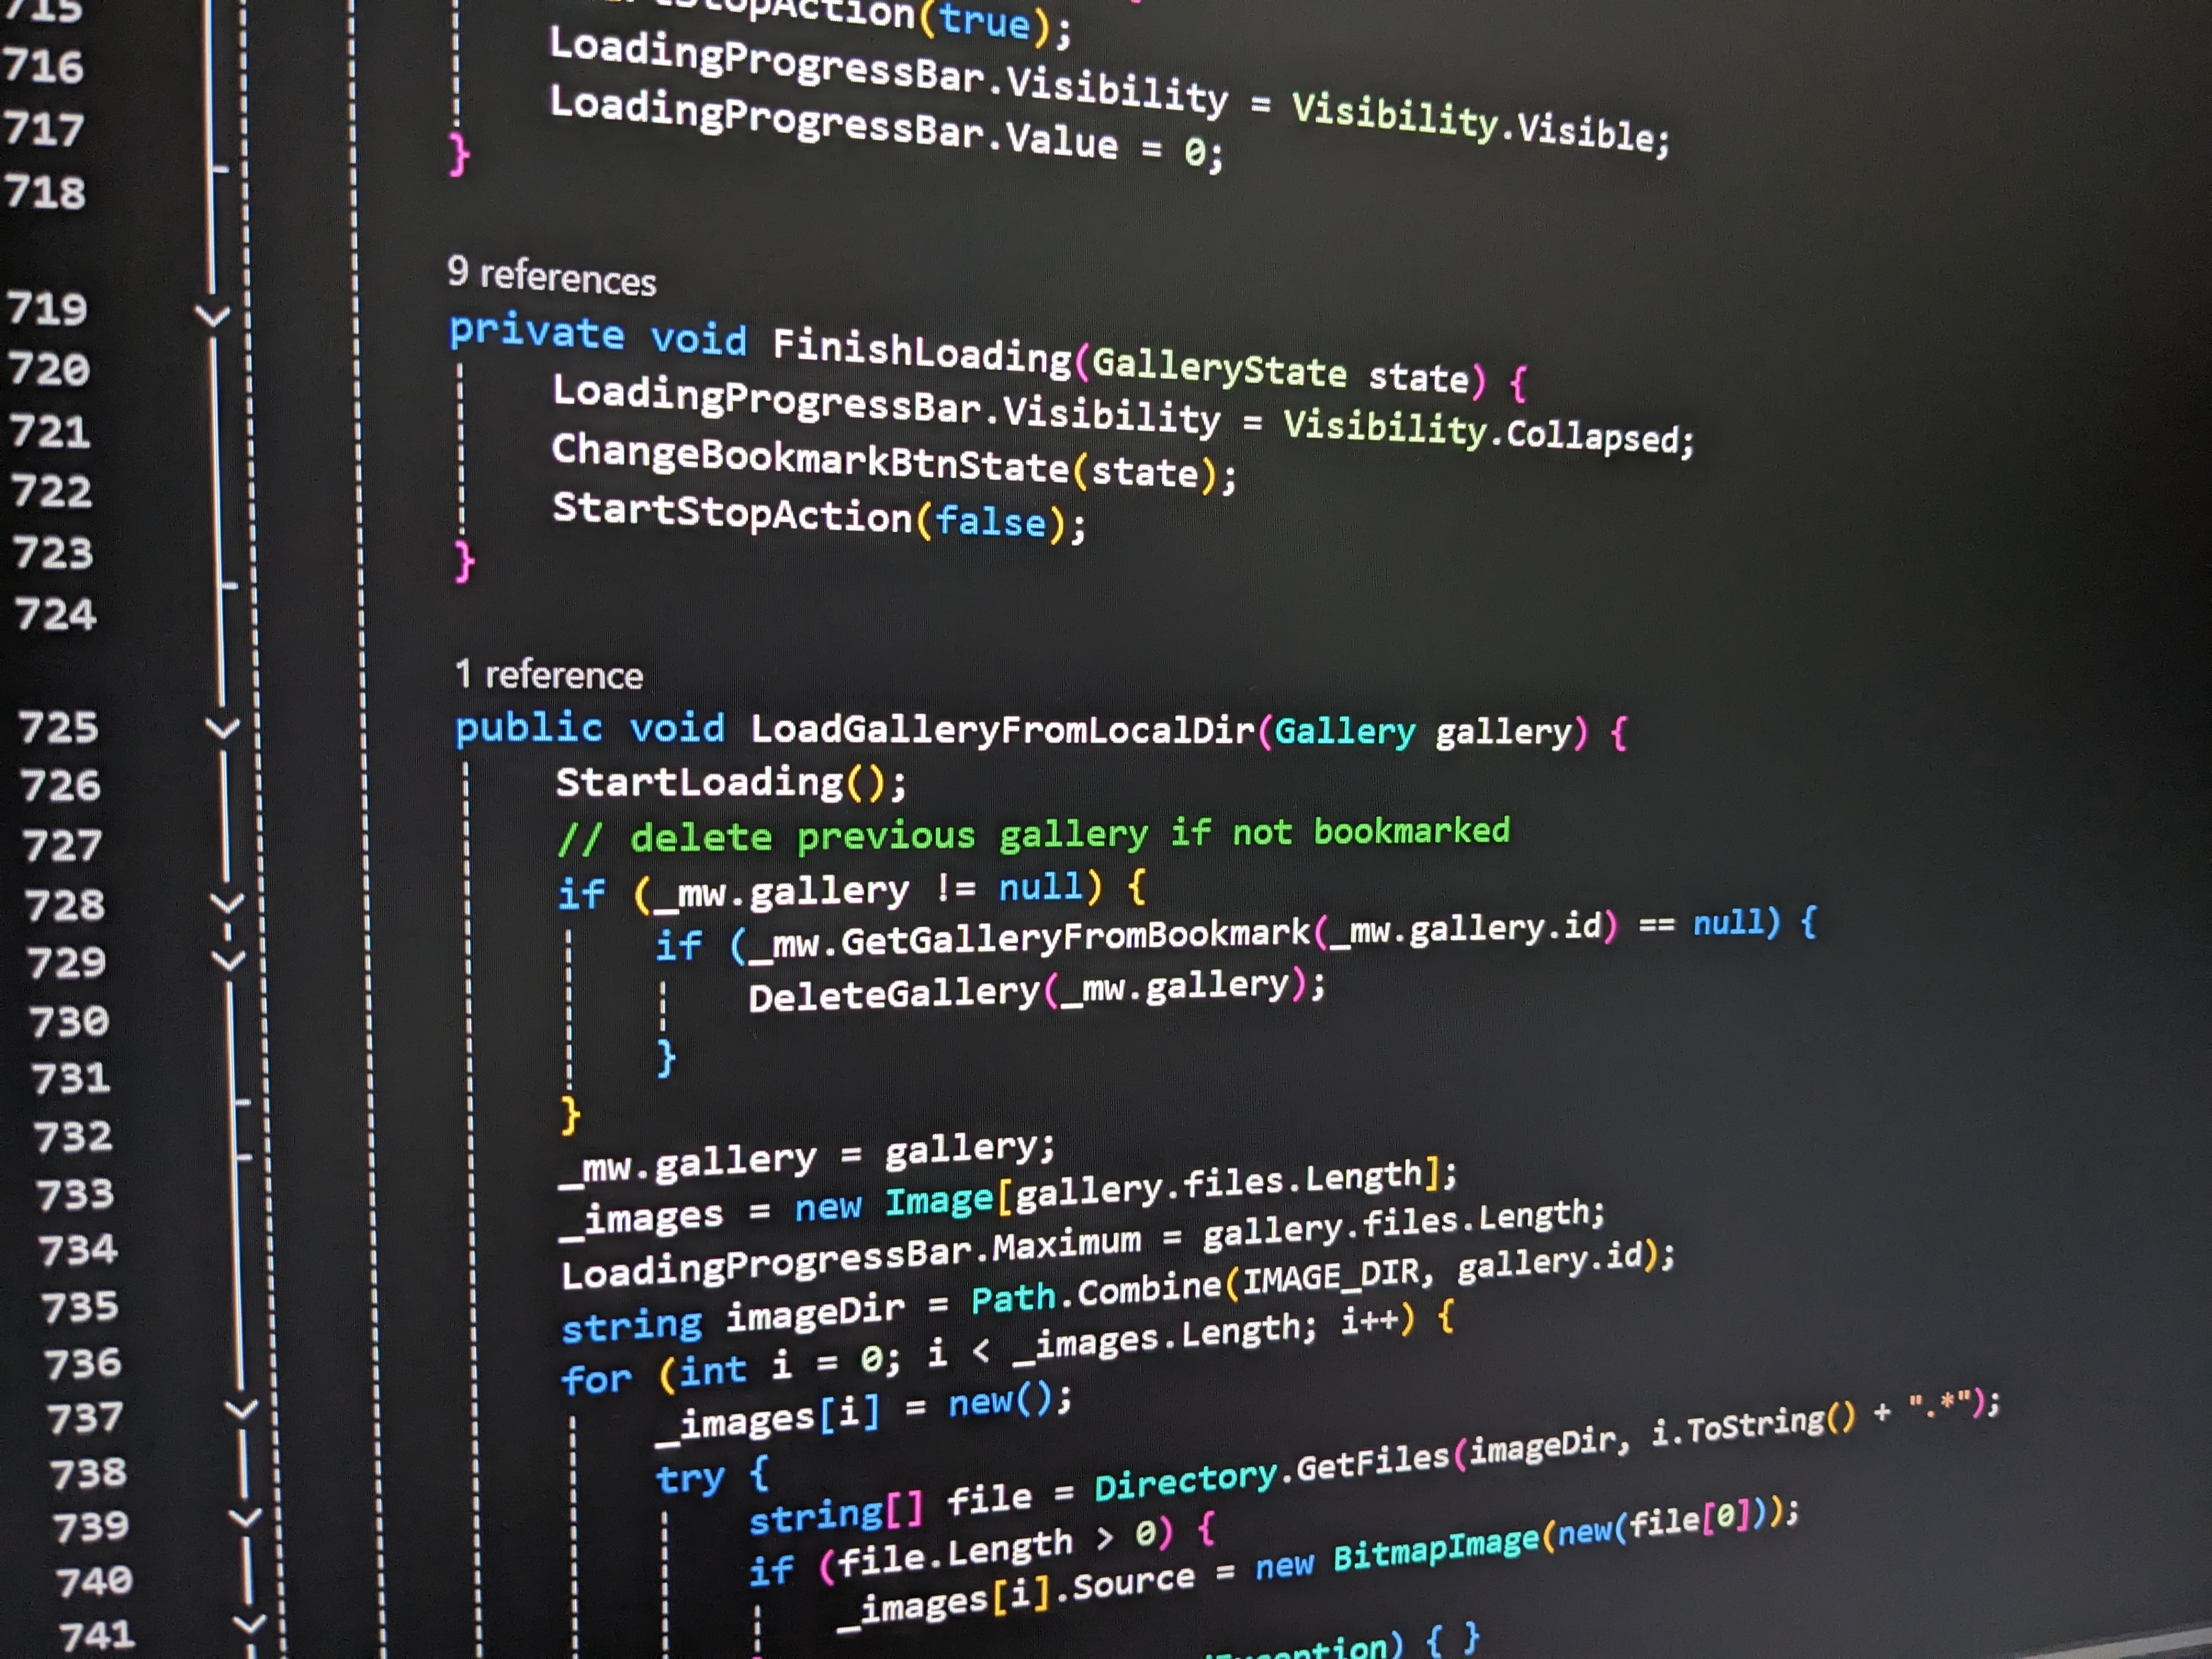 715
(true);
716
LoadingProgressBar.Visibility = Visibility.Visible;
717
LoadingProgressBar.Value = 0;
718
}
9 references
719
private void FinishLoading(GalleryState state) {
720
LoadingProgressBar.Visibility = Visibility.Collapsed;
721
ChangeBookmarkBtnState(state);
722
StartStopAction(false);
723
}
724
1 reference
725
public void LoadGalleryFromLocalDir(Gallery gallery) {
726
StartLoading();
727
// delete previous gallery if not bookmarked
728
if (_mw.gallery != null) {
729
if (_mw.GetGalleryFromBookmark(_mw.gallery.id) == null) {
730
DeleteGallery(_mw.gallery);
731
}
732
}
733
_mw.gallery = gallery;
734
_images = new Image[gallery.files.Length];
735
LoadingProgressBar.Maximum = gallery.files.Length;
736
string imageDir = Path.Combine(IMAGE_DIR, gallery.id);
737
for (int i = 0; i < _images.Length; i++) {
738
_images[i] = new();
739
try {
740
string[] file = Directory.GetFiles(imageDir, i.ToString() + ".*");
741
if (file.Length > 0) {
_images[i].Source = new BitmapImage(new(file[0]));
) { }